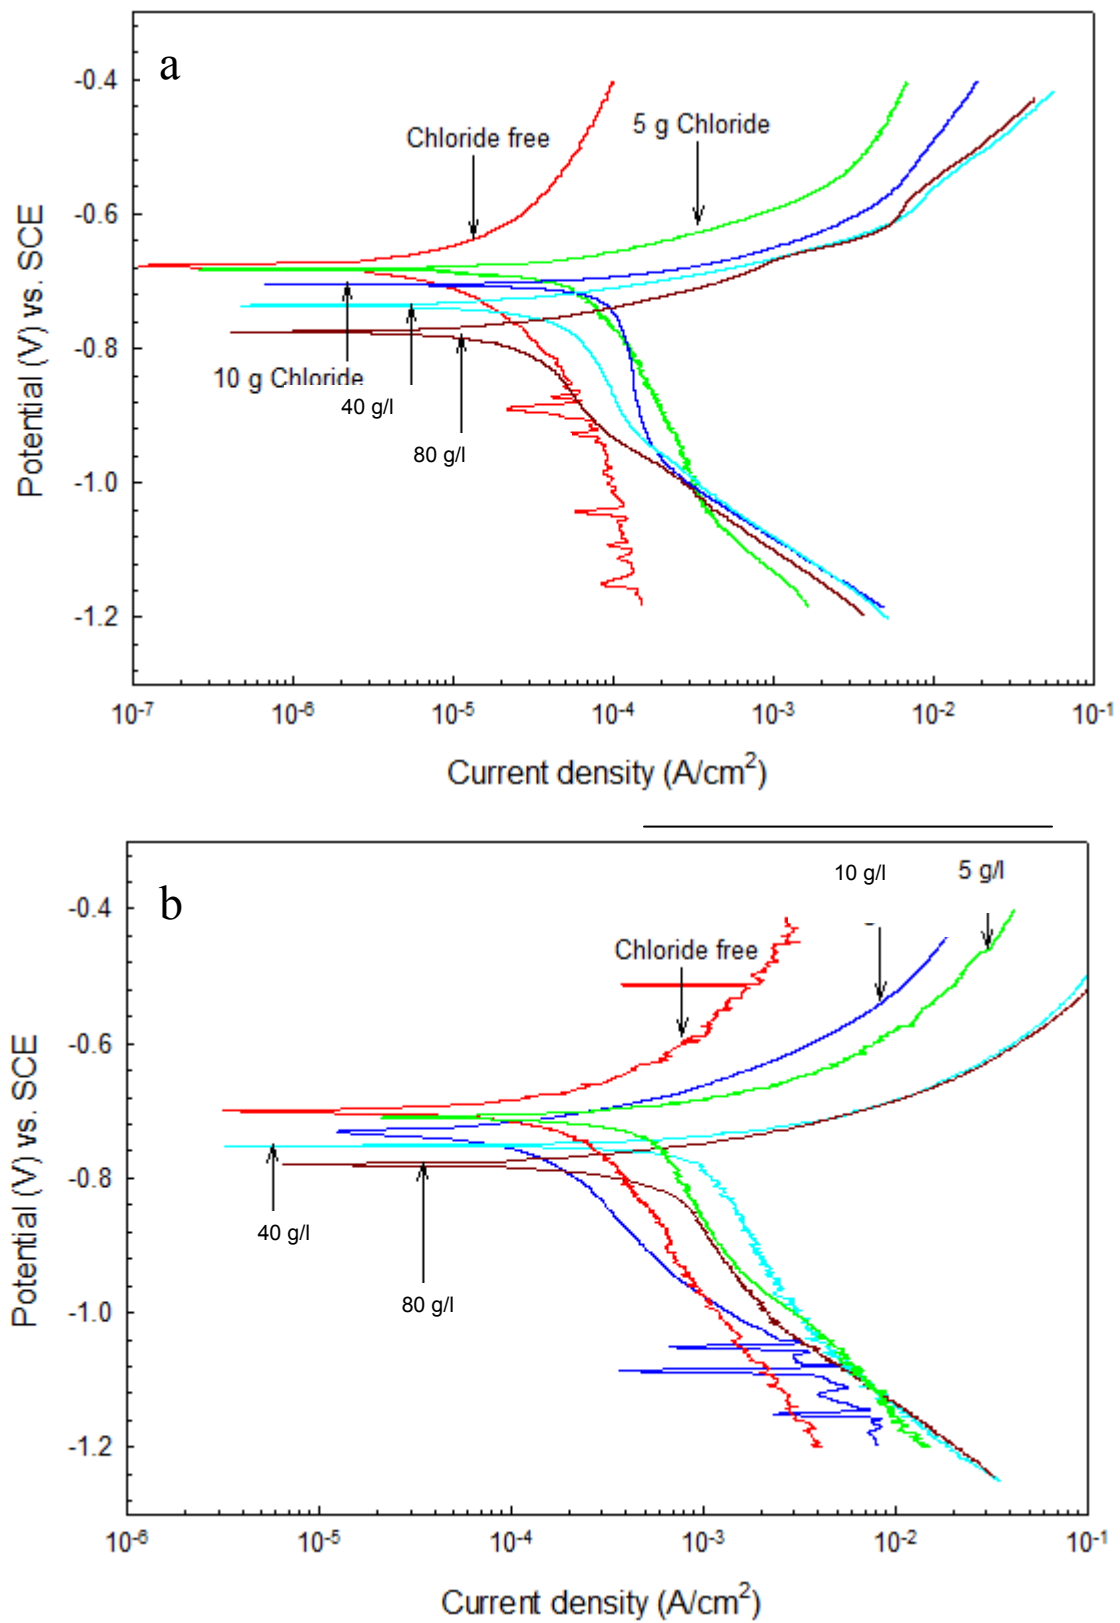 a
-0.4
-0.6
-0.8
-1.0
-1.2
Potential (V) vs. SCE
Chloride free
5 g Chloride
10 g Chloride
40 g/l
80 g/l
10-7
10-6
10-5
10-4
10-3
10-2
10-1
Current density (A/cm2)
b
-0.4
-0.6
-0.8
-1.0
-1.2
Potential (V) vs. SCE
10 g/l
5 g/l
Chloride free
40 g/l
80 g/l
10-6
10-5
10-4
10-3
10-2
10-1
Current density (A/cm2)